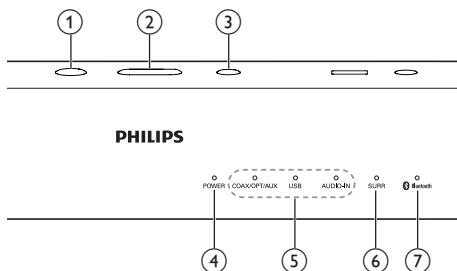 1 2 3
PHILIPS
POWER COAX/OPT/AUX USB AUDIO-IN SURR Bluetooth
4 5 6 7